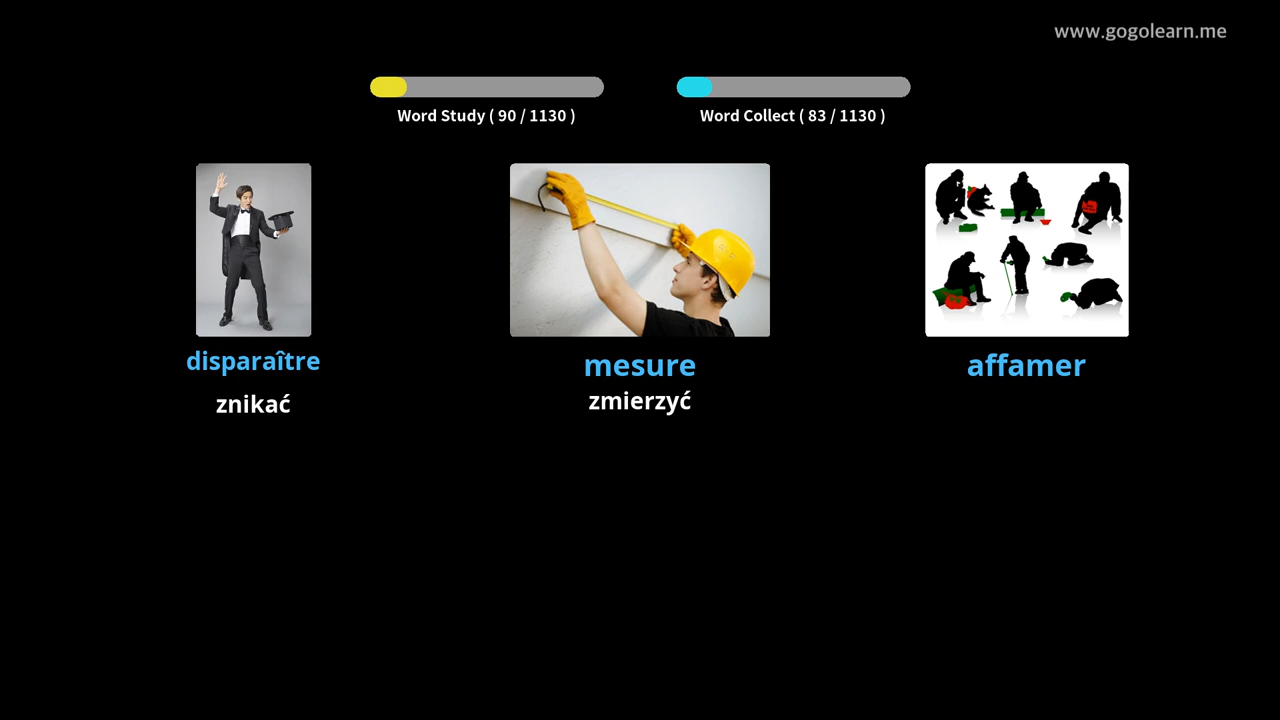 www.gogolearn.me
Word Study ( 90 / 1130 )
Word Collect ( 83 / 1130 )
disparaître
mesure
affamer
znikać
zmierzyć